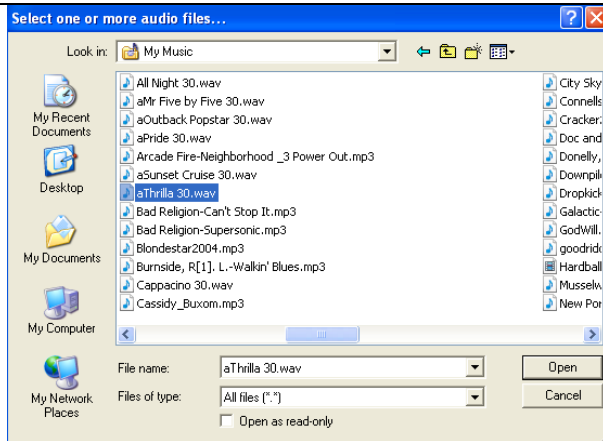 Select one or more audio files...
Look in:
My Music
My Recent
Documents
Desktop
My Documents
My Computer
My Network
Places
All Night 30.wav
aMr Five by Five 30.wav
aOutback Popstar 30.wav
aPride 30.wav
Arcade Fire-Neighborhood _3 Power Out.mp3
aSunset Cruise 30.wav
aThrilla 30.wav
Bad Religion-Can't Stop It.mp3
Bad Religion-Supersonic.mp3
Blondestar2004.mp3
Burnside, R[1]. L.-Walkin' Blues.mp3
Cappacino 30.wav
Cassidy_Buxom.mp3
City Sky
Connells
Cracker
Doc and
Donelly,
Downpil
Dropkick
Galactic-
GodWill.
goodrid
Hardball
Musselw
New Por
File name:
aThrilla 30.wav
Open
Files of type:
All files (*.*)
Cancel
Open as read-only